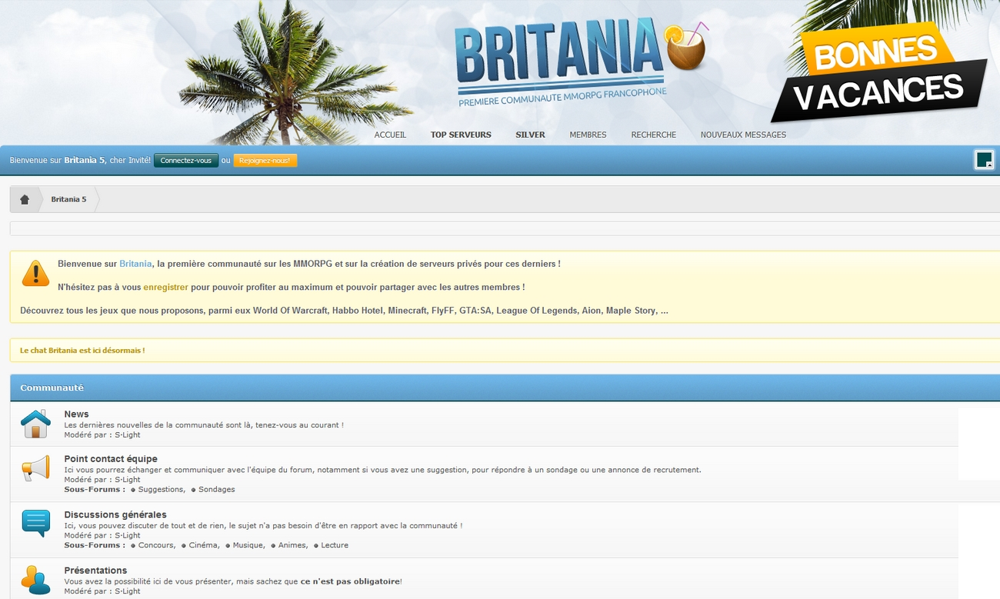 BRITANIA
PREMIERE COMMUNAUTE MMORPG FRANCOPHONE
BONNES
VACANCES
ACCUEIL TOP SERVEURS SILVER MEMBRES RECHERCHE NOUVEAUX MESSAGES
Bienvenue sur Britania 5, cher Invité! Connectez-vous ou Rejoignez-nous!
Britania 5
Bienvenue sur Britania, la première communauté sur les MMORPG et sur la création de serveurs privés pour ces derniers !
N'hésitez pas à vous enregistrer pour pouvoir profiter au maximum et pouvoir partager avec les autres membres !
Découvrez tous les jeux que nous proposons, parmi eux World Of Warcraft, Habbo Hotel, Minecraft, FlyFF, GTA:SA, League Of Legends, Aion, Maple Story, ...
Le chat Britania est ici désormais !
Communauté
News
Les dernières nouvelles de la communauté sont là, tenez-vous au courant !
Modéré par : S·Light
Point contact équipe
Ici vous pourrez échanger et communiquer avec l'équipe du forum, notamment si vous avez une suggestion, pour répondre à un sondage ou une annonce de recrutement.
Modéré par : S·Light
Sous-Forums : Suggestions, Sondages
Discussions générales
Ici, vous pouvez discuter de tout et de rien, le sujet n'a pas besoin d'être en rapport avec la communauté !
Modéré par : S·Light
Sous-Forums : Concours, Cinéma, Musique, Animes, Lecture
Présentations
Vous avez la possibilité ici de vous présenter, mais sachez que ce n'est pas obligatoire!
Modéré par : S·Light